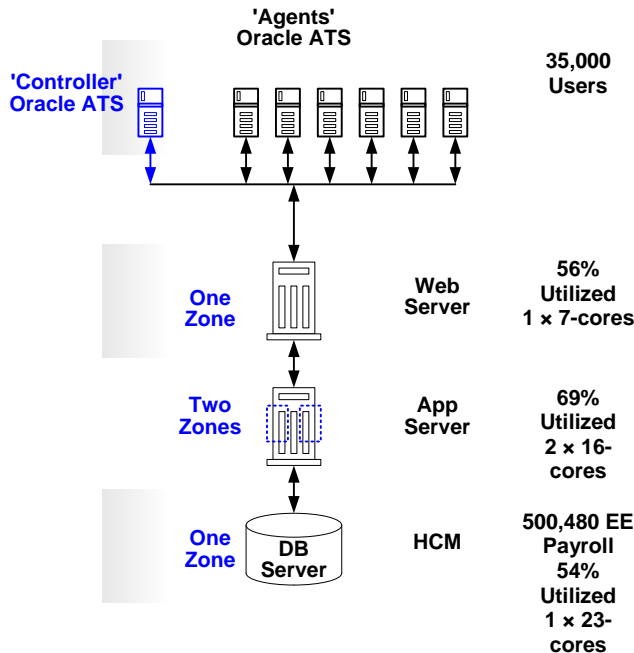 'Agents'
Oracle ATS
35,000
Users
'Controller'
Oracle ATS
One
Zone
Web
Server
56%
Utilized
1 × 7-cores
Two
Zones
App
Server
69%
Utilized
2 × 16-
cores
One
Zone
DB
Server
HCM
500,480 EE
Payroll
54%
Utilized
1 × 23-
cores